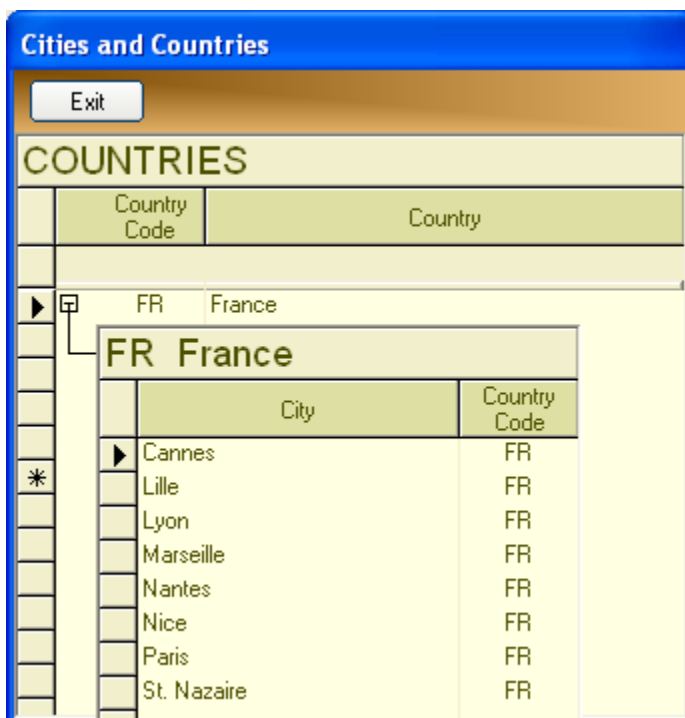 Cities and Countries
Exit
COUNTRIES
Country
Code
Country
FR France
FR France
City
Country
Code
Cannes FR
Lille FR
Lyon FR
Marseille FR
Nantes FR
Nice FR
Paris FR
St. Nazaire FR